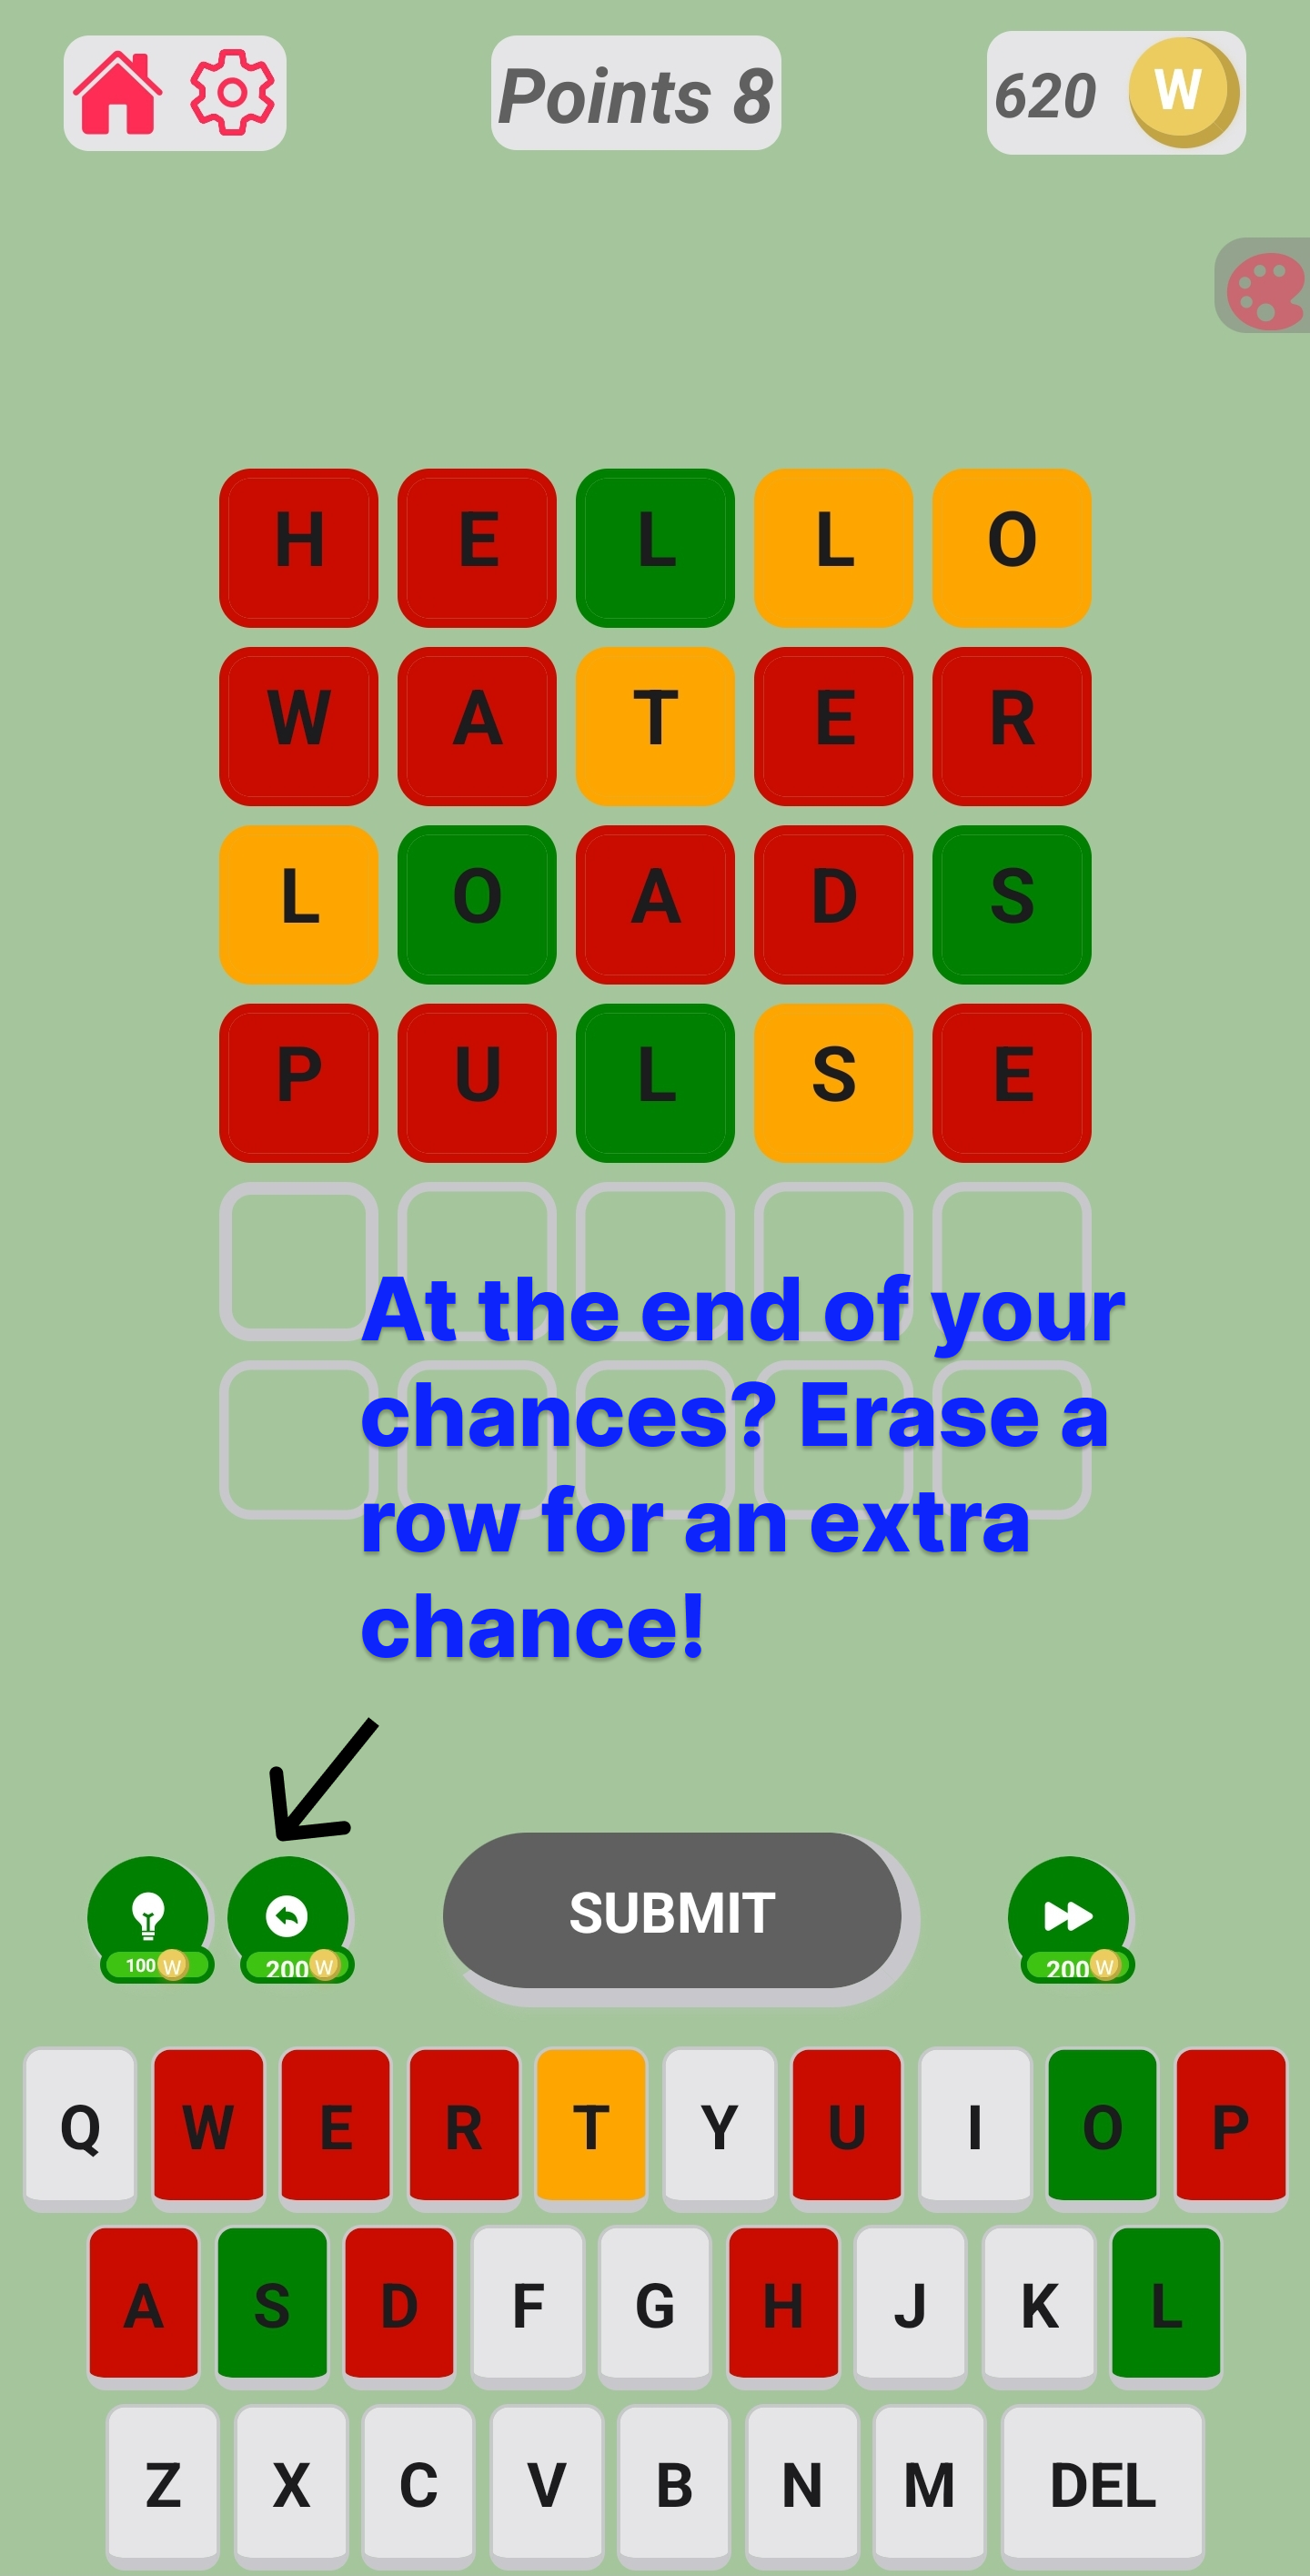 Points 8
620 W
H E L L O
W A T E R
L O A D S
P U L S E
At the end of your
chances? Erase a
row for an extra
chance!
SUBMIT
100 W 200 W 200 W
Q W E R T Y U I O P
A S D F G H J K L
Z X C V B N M DEL